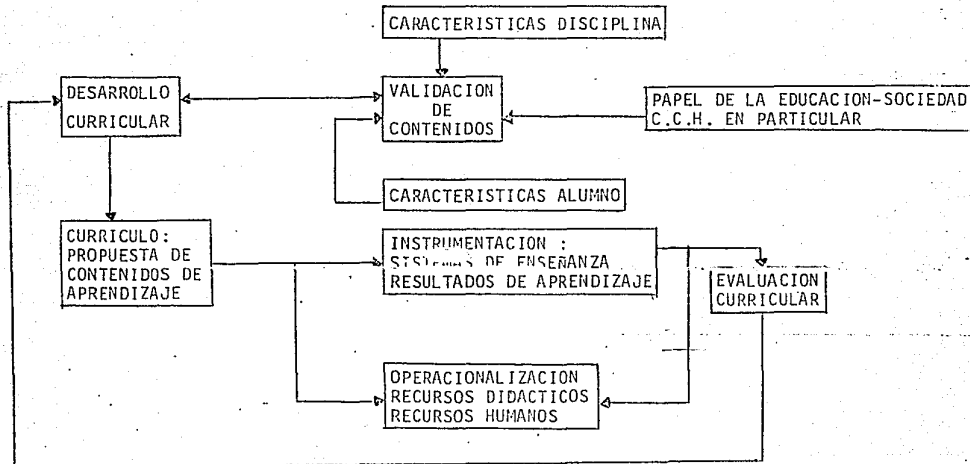 CARACTERISTICAS DISCIPLINA
DESARROLLO
CURRICULAR
VALIDACION
DE
CONTENIDOS
PAPEL DE LA EDUCACION-SOCIEDAD
C.C.H. EN PARTICULAR
CARACTERISTICAS ALUMNO
CURRICULO:
PROPUESTA DE
CONTENIDOS DE
APRENDIZAJE
INSTRUMENTACION :
SISTEMAS DE ENSEÑANZA
RESULTADOS DE APRENDIZAJE
EVALUACION
CURRICULAR
OPERACIONALIZACION
RECURSOS DIDACTICOS
RECURSOS HUMANOS